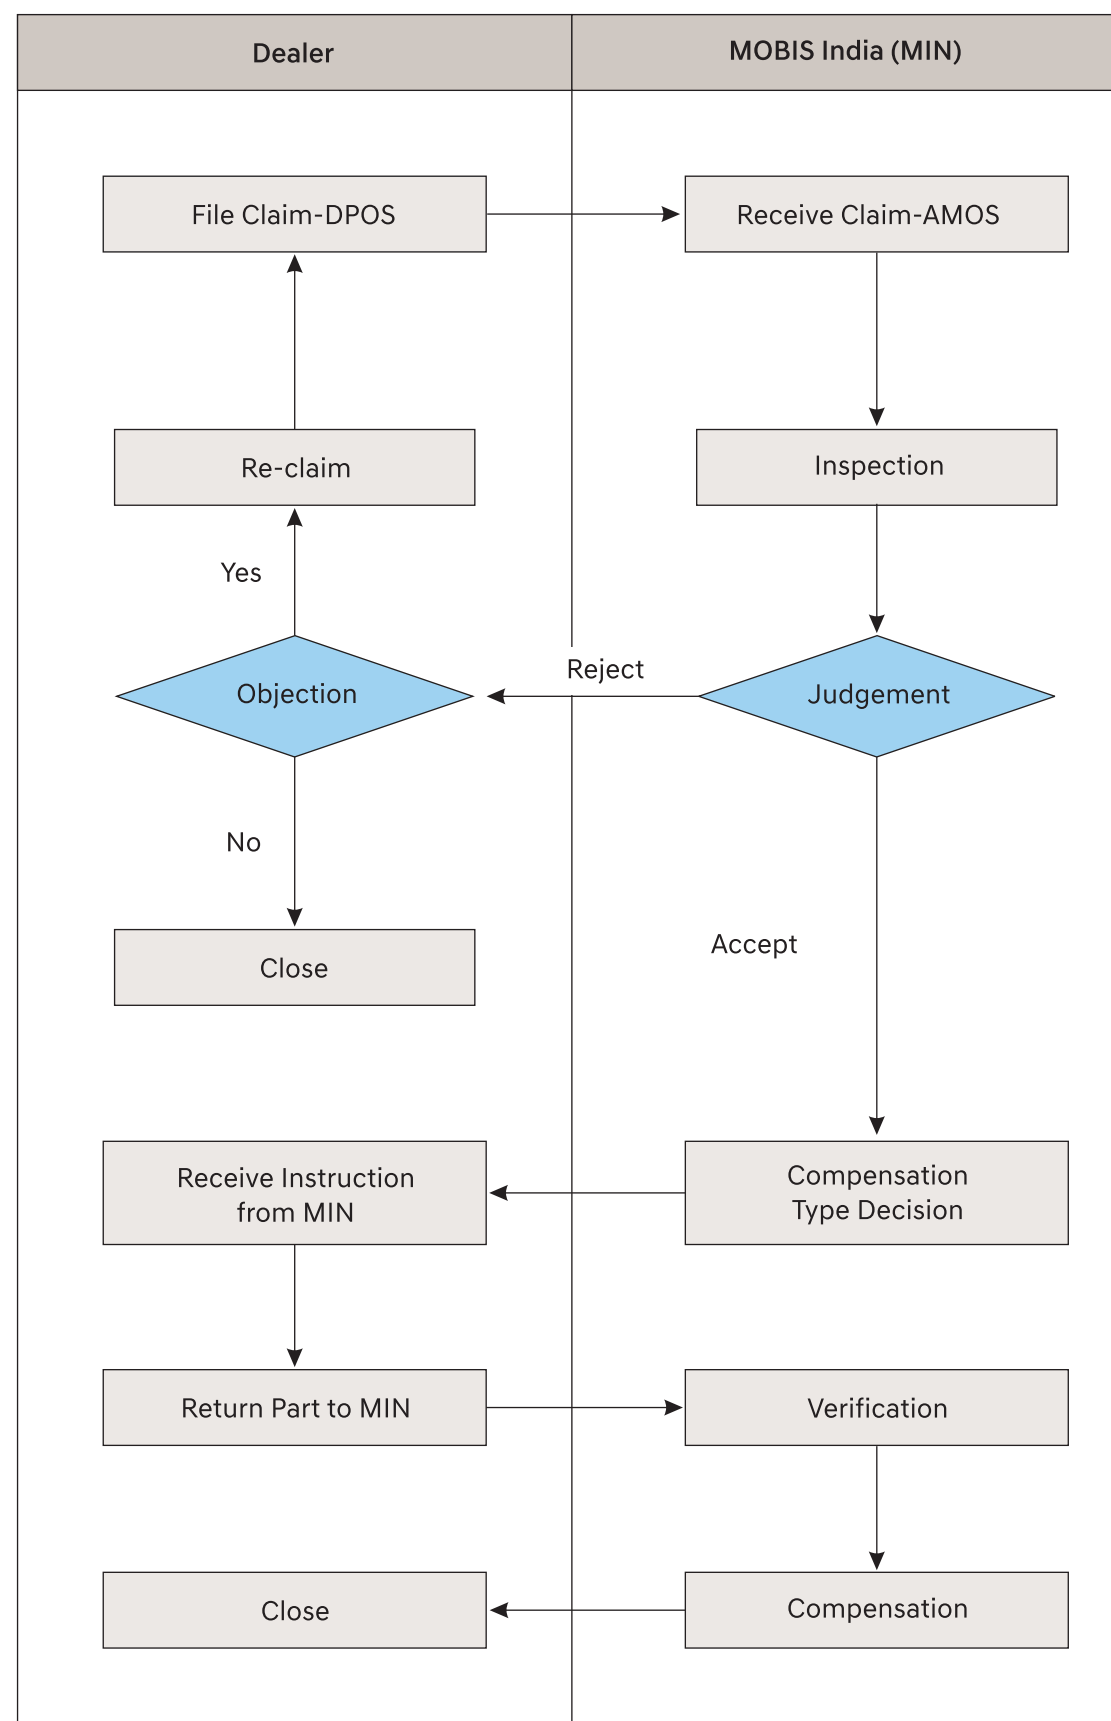 Dealer
MOBIS India (MIN)
File Claim-DPOS
Receive Claim-AMOS
Re-claim
Inspection
Yes
Objection
Reject
Judgement
No
Close
Accept
Receive Instruction
from MIN
Compensation
Type Decision
Return Part to MIN
Verification
Close
Compensation